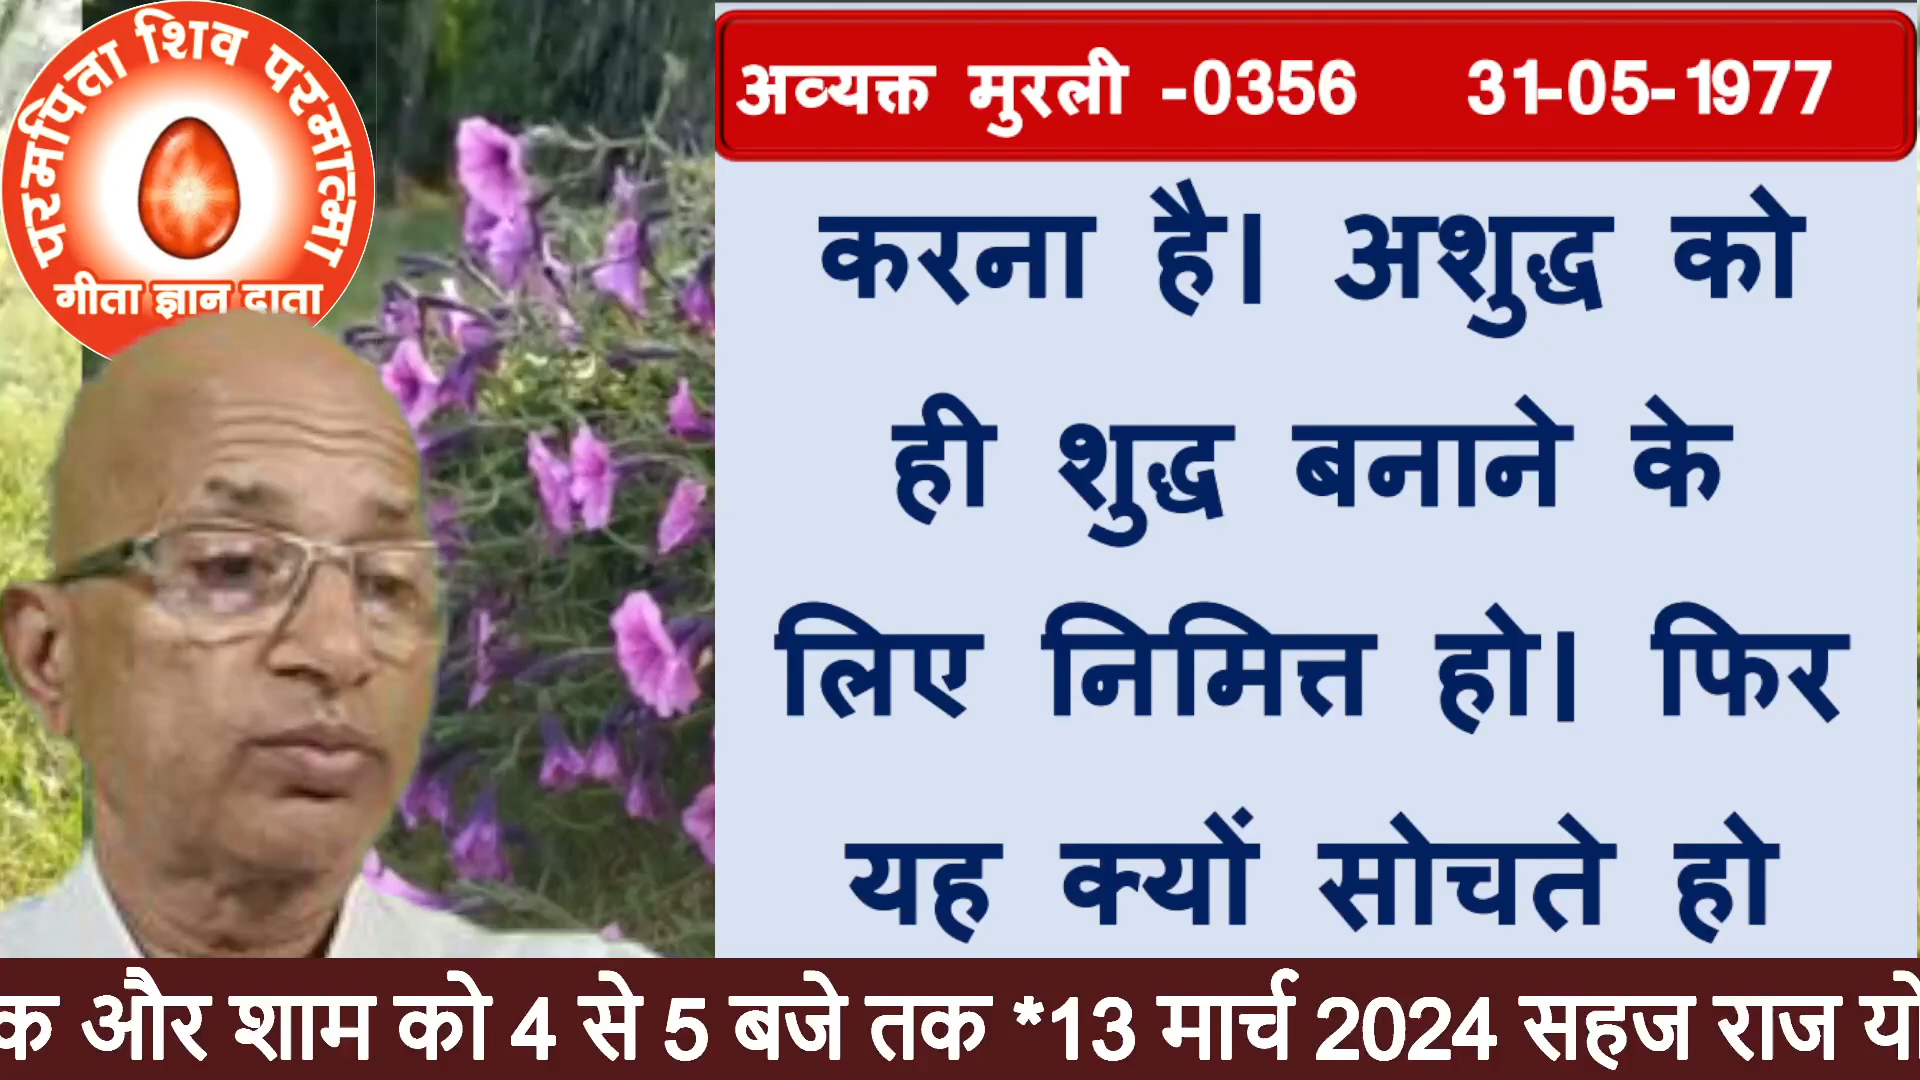 परमपिता शिव परमात्मा
गीता ज्ञान दाता
अव्यक्त मुरली -0356 31-05-1977
करना है। अशुद्ध को
ही शुद्ध बनाने के
लिए निमित्त हो। फिर
यह क्यों सोचते हो
क और शाम को 4 से 5 बजे तक *13 मार्च 2024 सहज राज यो